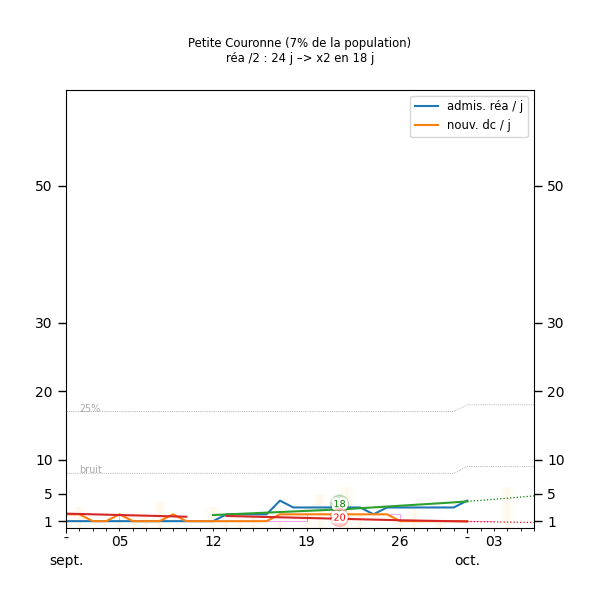 Petite Couronne (7% de la population)
réa /2 : 24 j –> x2 en 18 j
admis. réa / j
nouv. dc / j
50 50
30 30
20 20
25%
10 10
bruit
5 5
18
20
1 1
- 05 12 19 26 - 03
sept. oct.